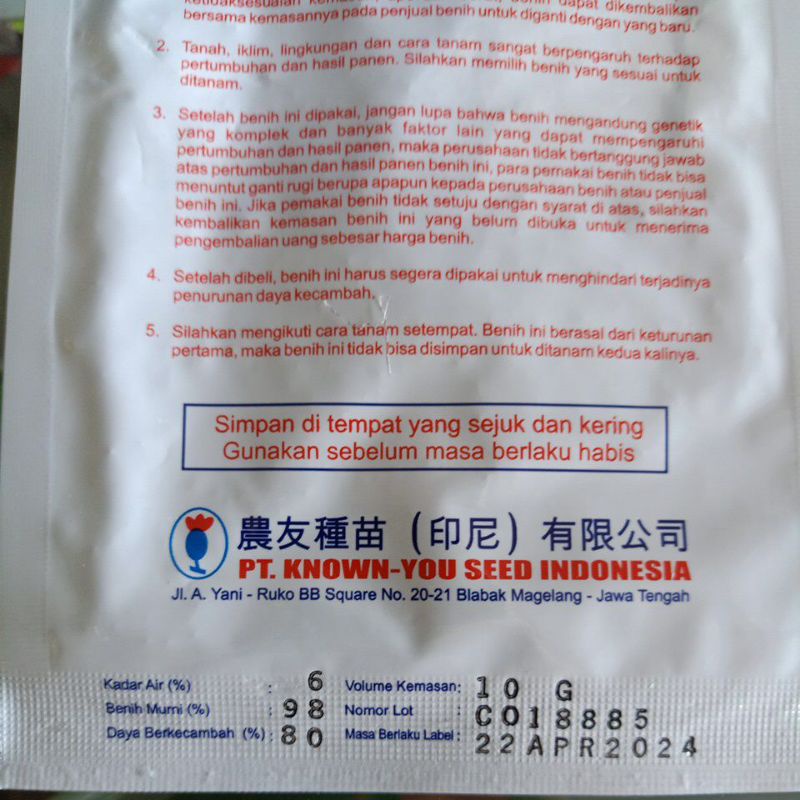 ketidaksesuaian kemasan, benih dapat dikembalikan
bersama kemasannya pada penjual benih untuk diganti dengan yang baru.
2. Tanah, iklim, lingkungan dan cara tanam sangat berpengaruh terhadap
pertumbuhan dan hasil panen. Silahkan memilih benih yang sesuai untuk
ditanam.
3. Setelah benih ini dipakai, jangan lupa bahwa benih mengandung genetik
yang komplek dan banyak faktor lain yang dapat mempengaruhi
pertumbuhan dan hasil panen, maka perusahaan tidak bertanggung jawab
atas pertumbuhan dan hasil panen benih ini, para pemakai benih tidak bisa
menuntut ganti rugi berupa apapun kepada perusahaan benih atau penjual
benih ini. Jika pemakai benih tidak setuju dengan syarat di atas, silahkan
kembalikan kemasan benih ini yang belum dibuka untuk menerima
pengembalian uang sebesar harga benih.
4. Setelah dibeli, benih ini harus segera dipakai untuk menghindari terjadinya
penurunan daya kecambah.
5. Silahkan mengikuti cara tanam setempat. Benih ini berasal dari keturunan
pertama, maka benih ini tidak bisa disimpan untuk ditanam kedua kalinya.
Simpan di tempat yang sejuk dan kering
Gunakan sebelum masa berlaku habis
農友種苗（印尼）有限公司
PT. KNOWN-YOU SEED INDONESIA
Jl. A. Yani - Ruko BB Square No. 20-21 Blabak Magelang - Jawa Tengah
Kadar Air (%) : 6 Volume Kemasan: 10 G
Benih Murni (%) : 98 Nomor Lot : C018885
Daya Berkecambah (%) : 80 Masa Berlaku Label : 22APR2024